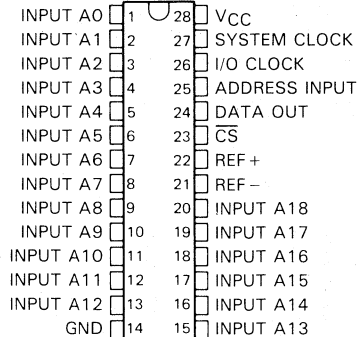 INPUT A0 1 28 VCC
INPUT A1 2 27 SYSTEM CLOCK
INPUT A2 3 26 I/O CLOCK
INPUT A3 4 25 ADDRESS INPUT
INPUT A4 5 24 DATA OUT
INPUT A5 6 23 C̅S̅
INPUT A6 7 22 REF+
INPUT A7 8 21 REF−
INPUT A8 9 20 INPUT A18
INPUT A9 10 19 INPUT A17
INPUT A10 11 18 INPUT A16
INPUT A11 12 17 INPUT A15
INPUT A12 13 16 INPUT A14
GND 14 15 INPUT A13